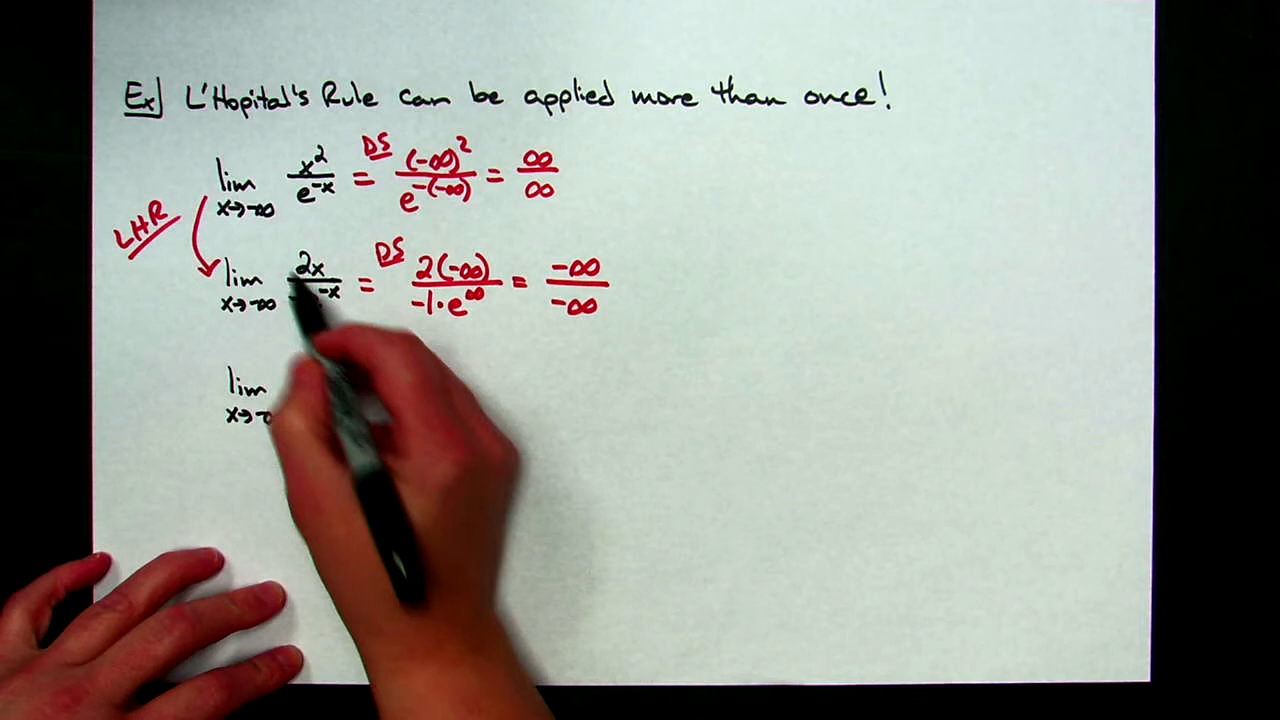 Ex] L'Hopital's Rule can be applied more than once!
lim x→-∞ x²/e^-x =^DS (-∞)²/e^-(-∞) = ∞/∞
LHR
lim x→-∞ 2x/ ^-x =^DS 2(-∞)/-1·e^∞ = -∞/-∞
lim x→